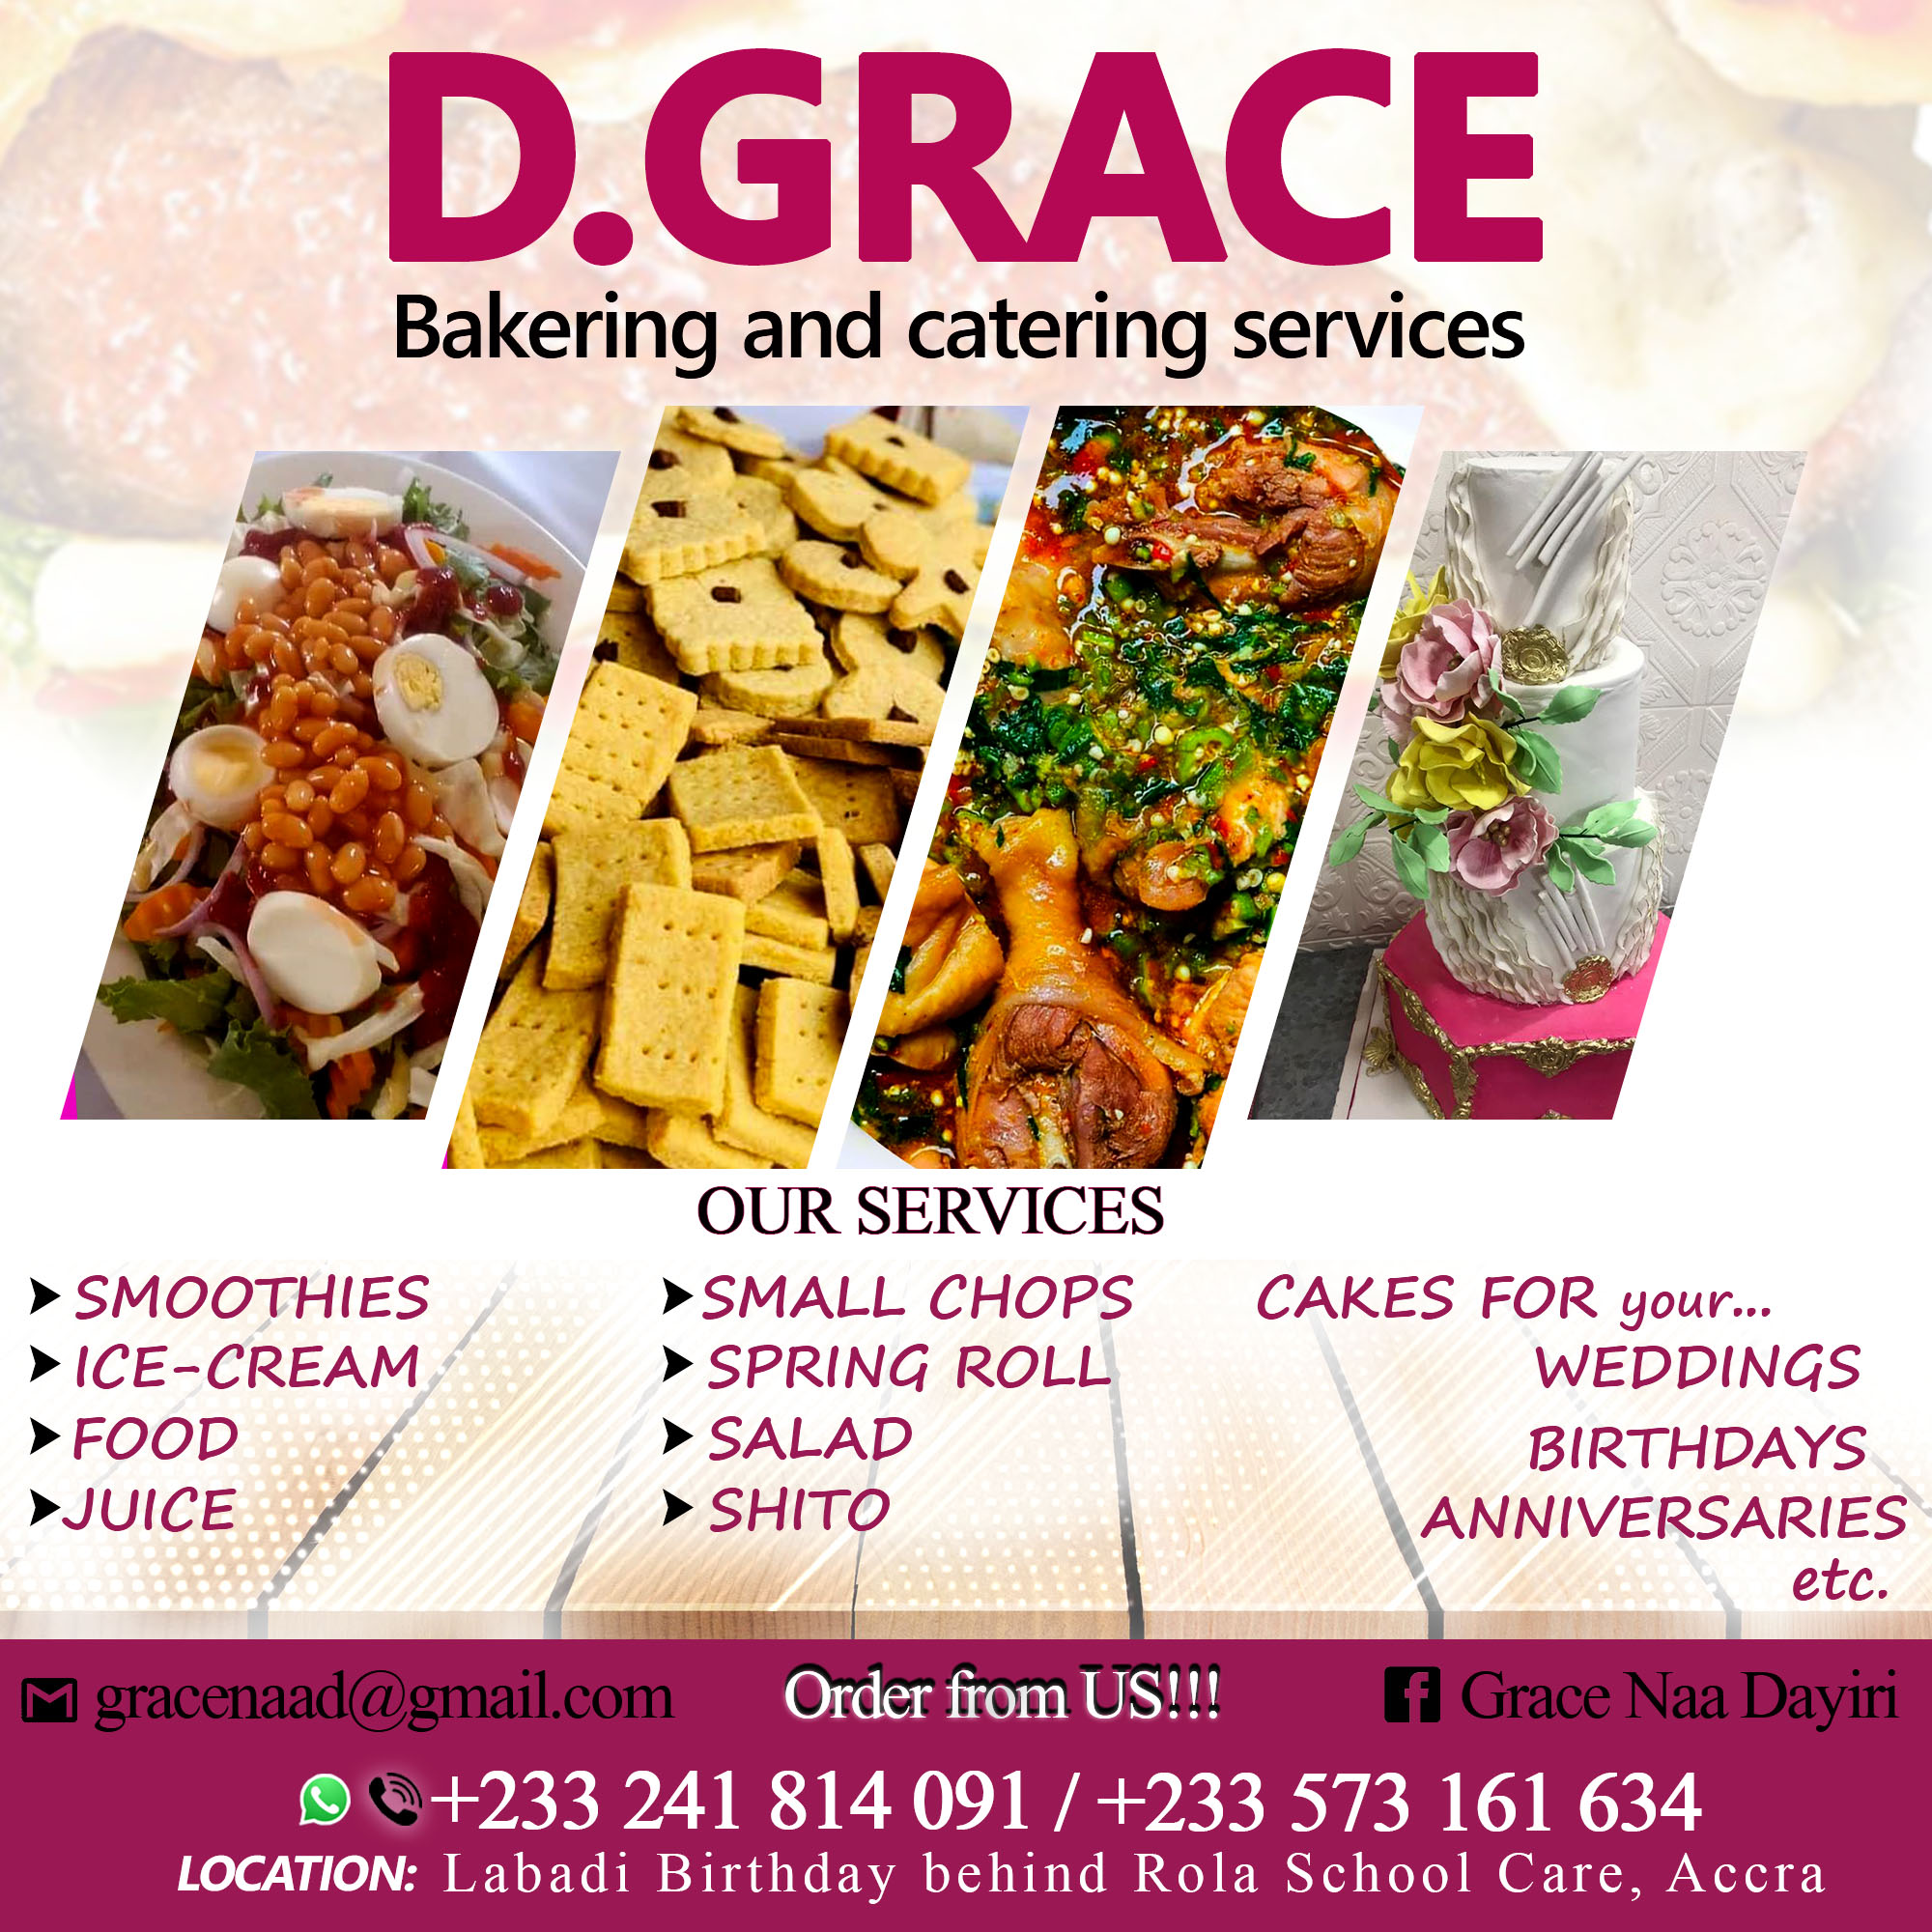 D.GRACE
Bakering and catering services
OUR SERVICES
SMOOTHIES
ICE-CREAM
FOOD
JUICE
SMALL CHOPS
SPRING ROLL
SALAD
SHITO
CAKES FOR your...
WEDDINGS
BIRTHDAYS
ANNIVERSARIES
etc.
gracenaad@gmail.com
Order from US!!!
Grace Naa Dayiri
+233 241 814 091 / +233 573 161 634
LOCATION: Labadi Birthday behind Rola School Care, Accra